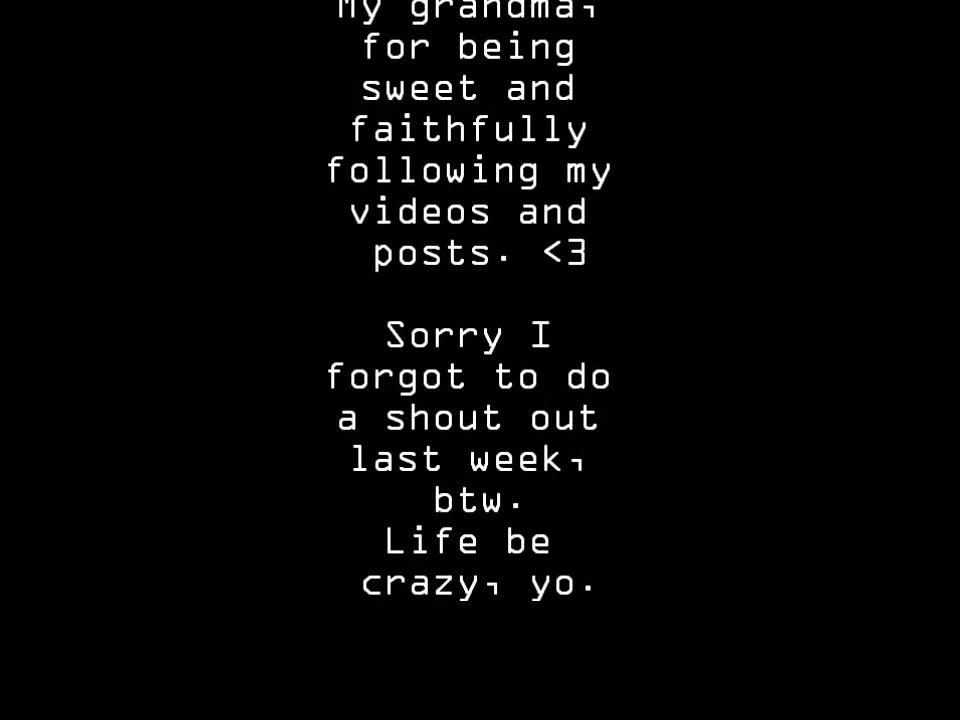 My grandma,
for being
sweet and
faithfully
following my
videos and
posts. <3
Sorry I
forgot to do
a shout out
last week,
btw.
Life be
crazy, yo.